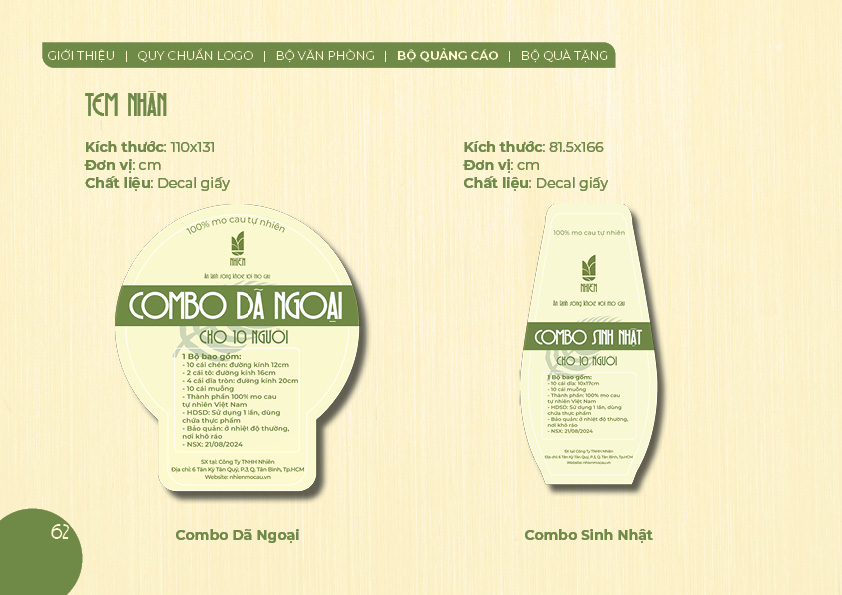 GIỚI THIỆU | QUY CHUẨN LOGO | BỘ VĂN PHÒNG | BỘ QUẢNG CÁO | BỘ QUÀ TẶNG
TEM NHÃN
Kích thước: 110x131
Đơn vị: cm
Chất liệu: Decal giấy
100% mo cau tự nhiên
NHIÊN
Ăn lành sống khỏe với mo cau
COMBO DÃ NGOẠI
CHO 10 NGƯỜI
1 Bộ bao gồm:
- 10 cái chén: đường kính 12cm
- 2 cái tô: đường kính 16cm
- 4 cái dĩa tròn: đường kính 20cm
- 10 cái muỗng
- Thành phần 100% mo cau
tự nhiên Việt Nam
- HDSD: Sử dụng 1 lần, dùng
chứa thực phẩm
- Bảo quản: ở nhiệt độ thường,
nơi khô ráo
- NSX: 21/08/2024
SX tại: Công Ty TNHH Nhiên
Địa chỉ: 6 Tân Kỳ Tân Quý, P.3, Q. Tân Bình, Tp.HCM
Website: nhienmocau.vn
Combo Dã Ngoại
Kích thước: 81.5x166
Đơn vị: cm
Chất liệu: Decal giấy
100% mo cau tự nhiên
NHIÊN
Ăn lành sống khỏe với mo cau
COMBO SINH NHẬT
CHO 10 NGƯỜI
1 Bộ bao gồm:
- 10 cái dĩa: 10x17cm
- 10 cái muỗng
- Thành phần: 100% mo cau
tự nhiên Việt Nam
- HDSD: Sử dụng 1 lần, dùng
chứa thực phẩm
- Bảo quản: ở nhiệt độ thường,
nơi khô ráo
- NSX: 21/08/2024
SX tại: Công Ty TNHH Nhiên
Địa chỉ: 6 Tân Kỳ Tân Quý, P.3, Q. Tân Bình, Tp.HCM
Website: nhienmocau.vn
Combo Sinh Nhật
62